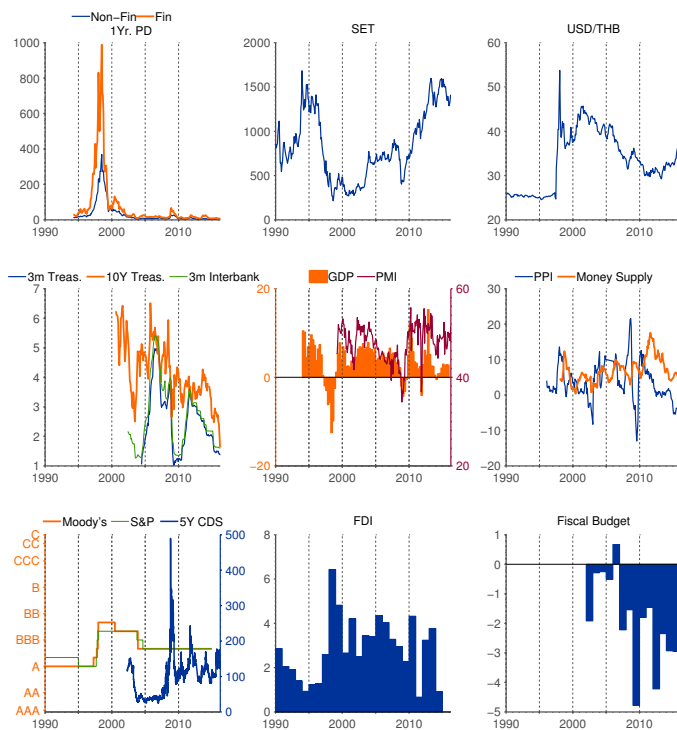 Non−Fin Fin
1Yr. PD
1000
800
600
400
200
0
1990 2000 2010
SET
2000
1500
1000
500
0
1990 2000 2010
USD/THB
60
50
40
30
20
1990 2000 2010
3m Treas. 10Y Treas. 3m Interbank
7
6
5
4
3
2
1
1990 2000 2010
GDP PMI
20 60
0 40
−20 20
1990 2000 2010
PPI Money Supply
30
20
10
0
−10
−20
1990 2000 2010
Moody's S&P 5Y CDS
C 500
CC
CCC 400
B 300
BB
BBB 200
A 100
AA
AAA 0
1990 2000 2010
FDI
8
6
4
2
0
1990 2000 2010
Fiscal Budget
1
0
−1
−2
−3
−4
−5
1990 2000 2010